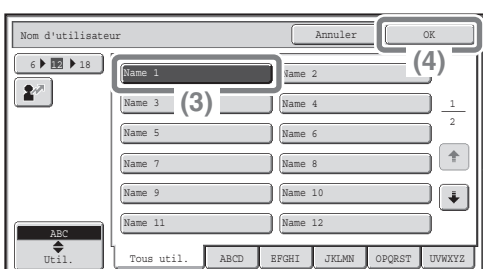 Nom d'utilisateur
Annuler
OK
(4)
6 12 18
Name 1
Name 2
(3)
Name 3
Name 4
1
2
Name 5
Name 6
Name 7
Name 8
Name 9
Name 10
Name 11
Name 12
ABC
Util.
Tous util.
ABCD
EFGHI
JKLMN
OPQRST
UVWXYZ